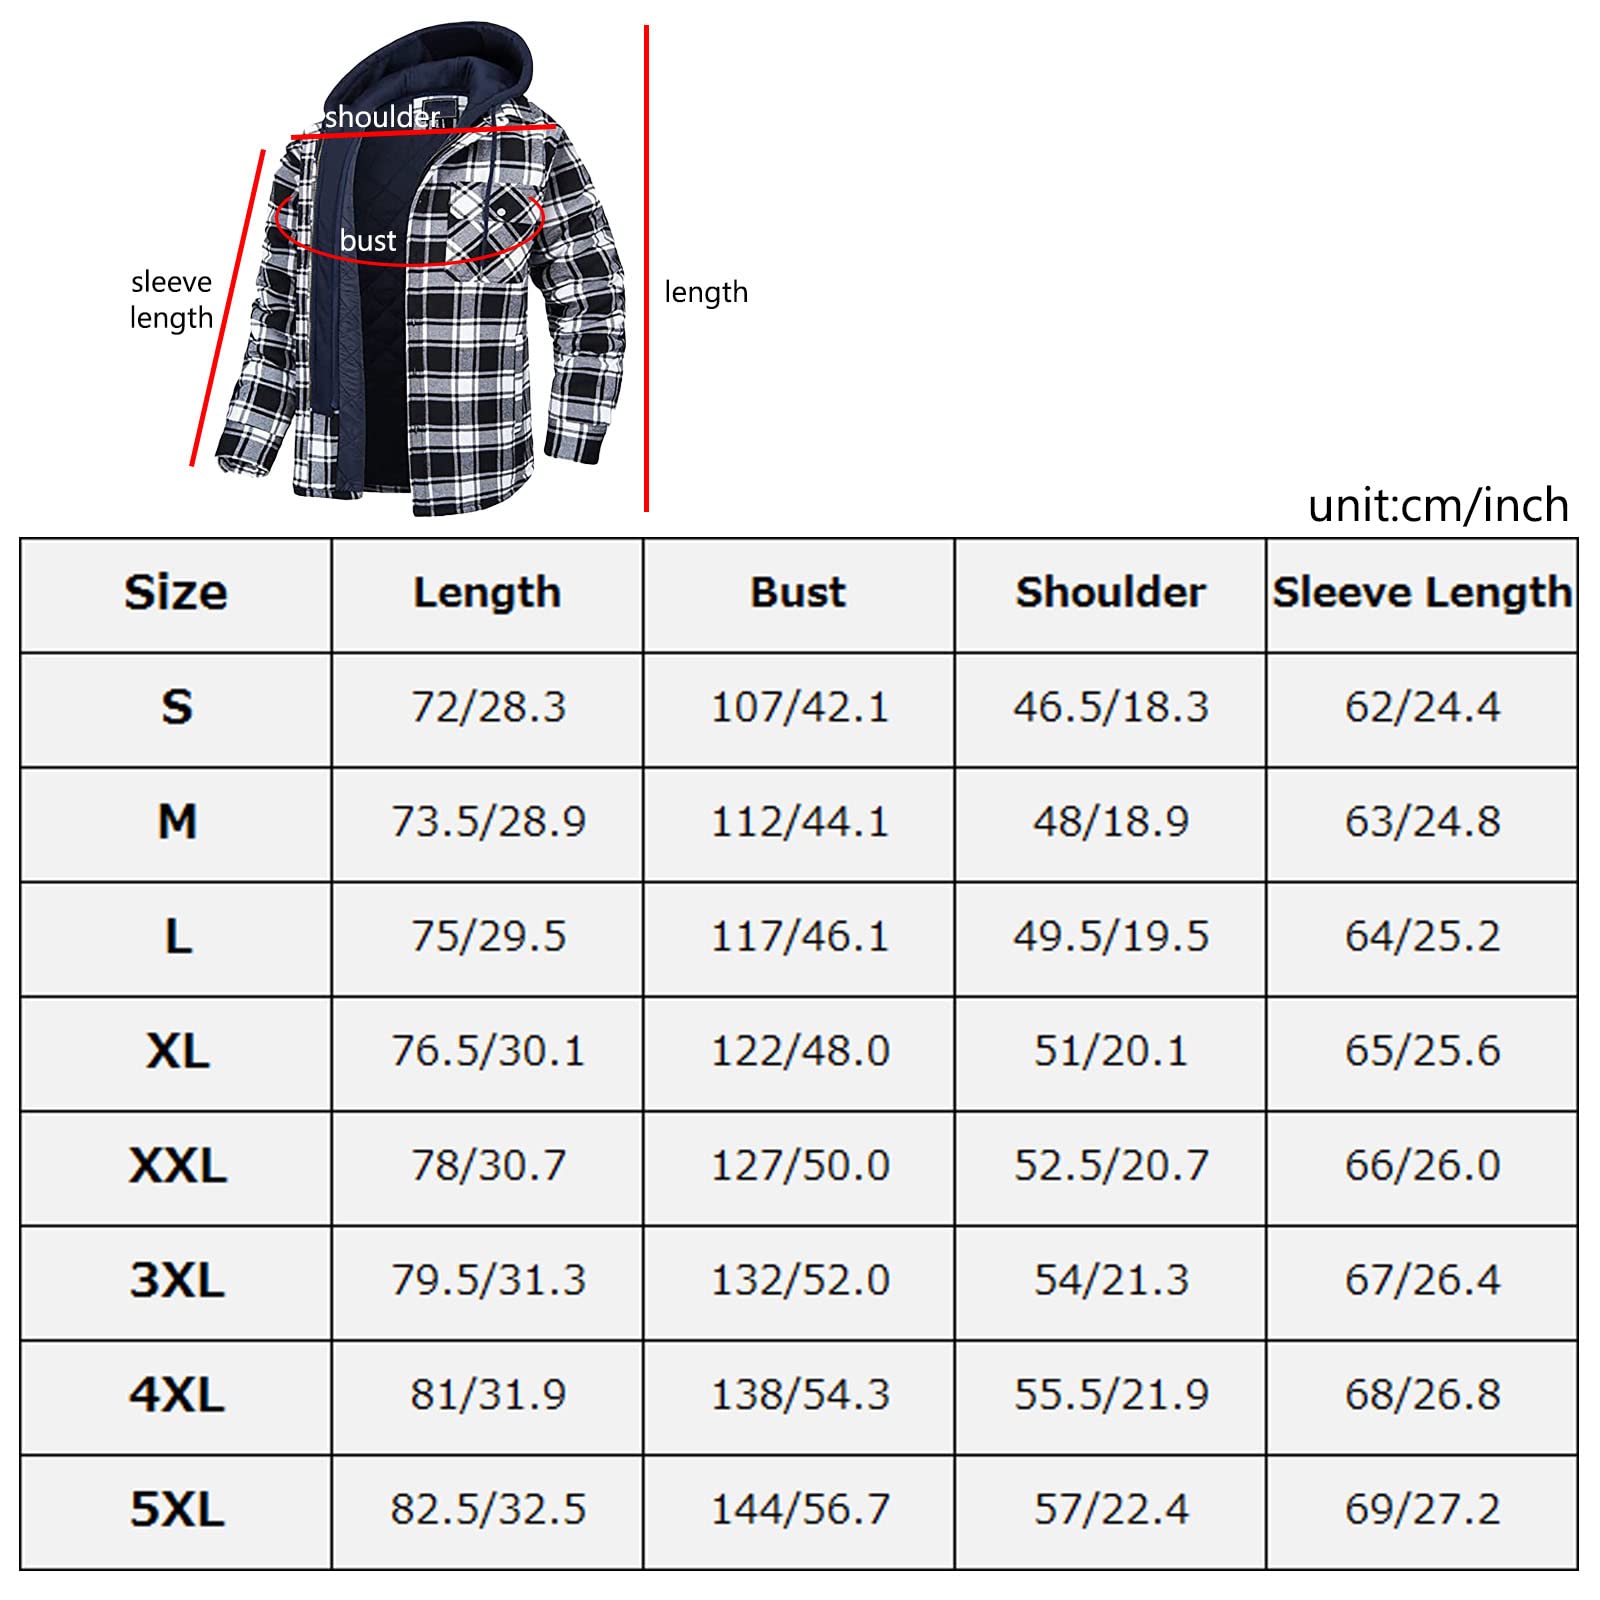 shoulder
bust
sleeve
length
length
unit:cm/inch
Size Length Bust Shoulder Sleeve Length
S 72/28.3 107/42.1 46.5/18.3 62/24.4
M 73.5/28.9 112/44.1 48/18.9 63/24.8
L 75/29.5 117/46.1 49.5/19.5 64/25.2
XL 76.5/30.1 122/48.0 51/20.1 65/25.6
XXL 78/30.7 127/50.0 52.5/20.7 66/26.0
3XL 79.5/31.3 132/52.0 54/21.3 67/26.4
4XL 81/31.9 138/54.3 55.5/21.9 68/26.8
5XL 82.5/32.5 144/56.7 57/22.4 69/27.2